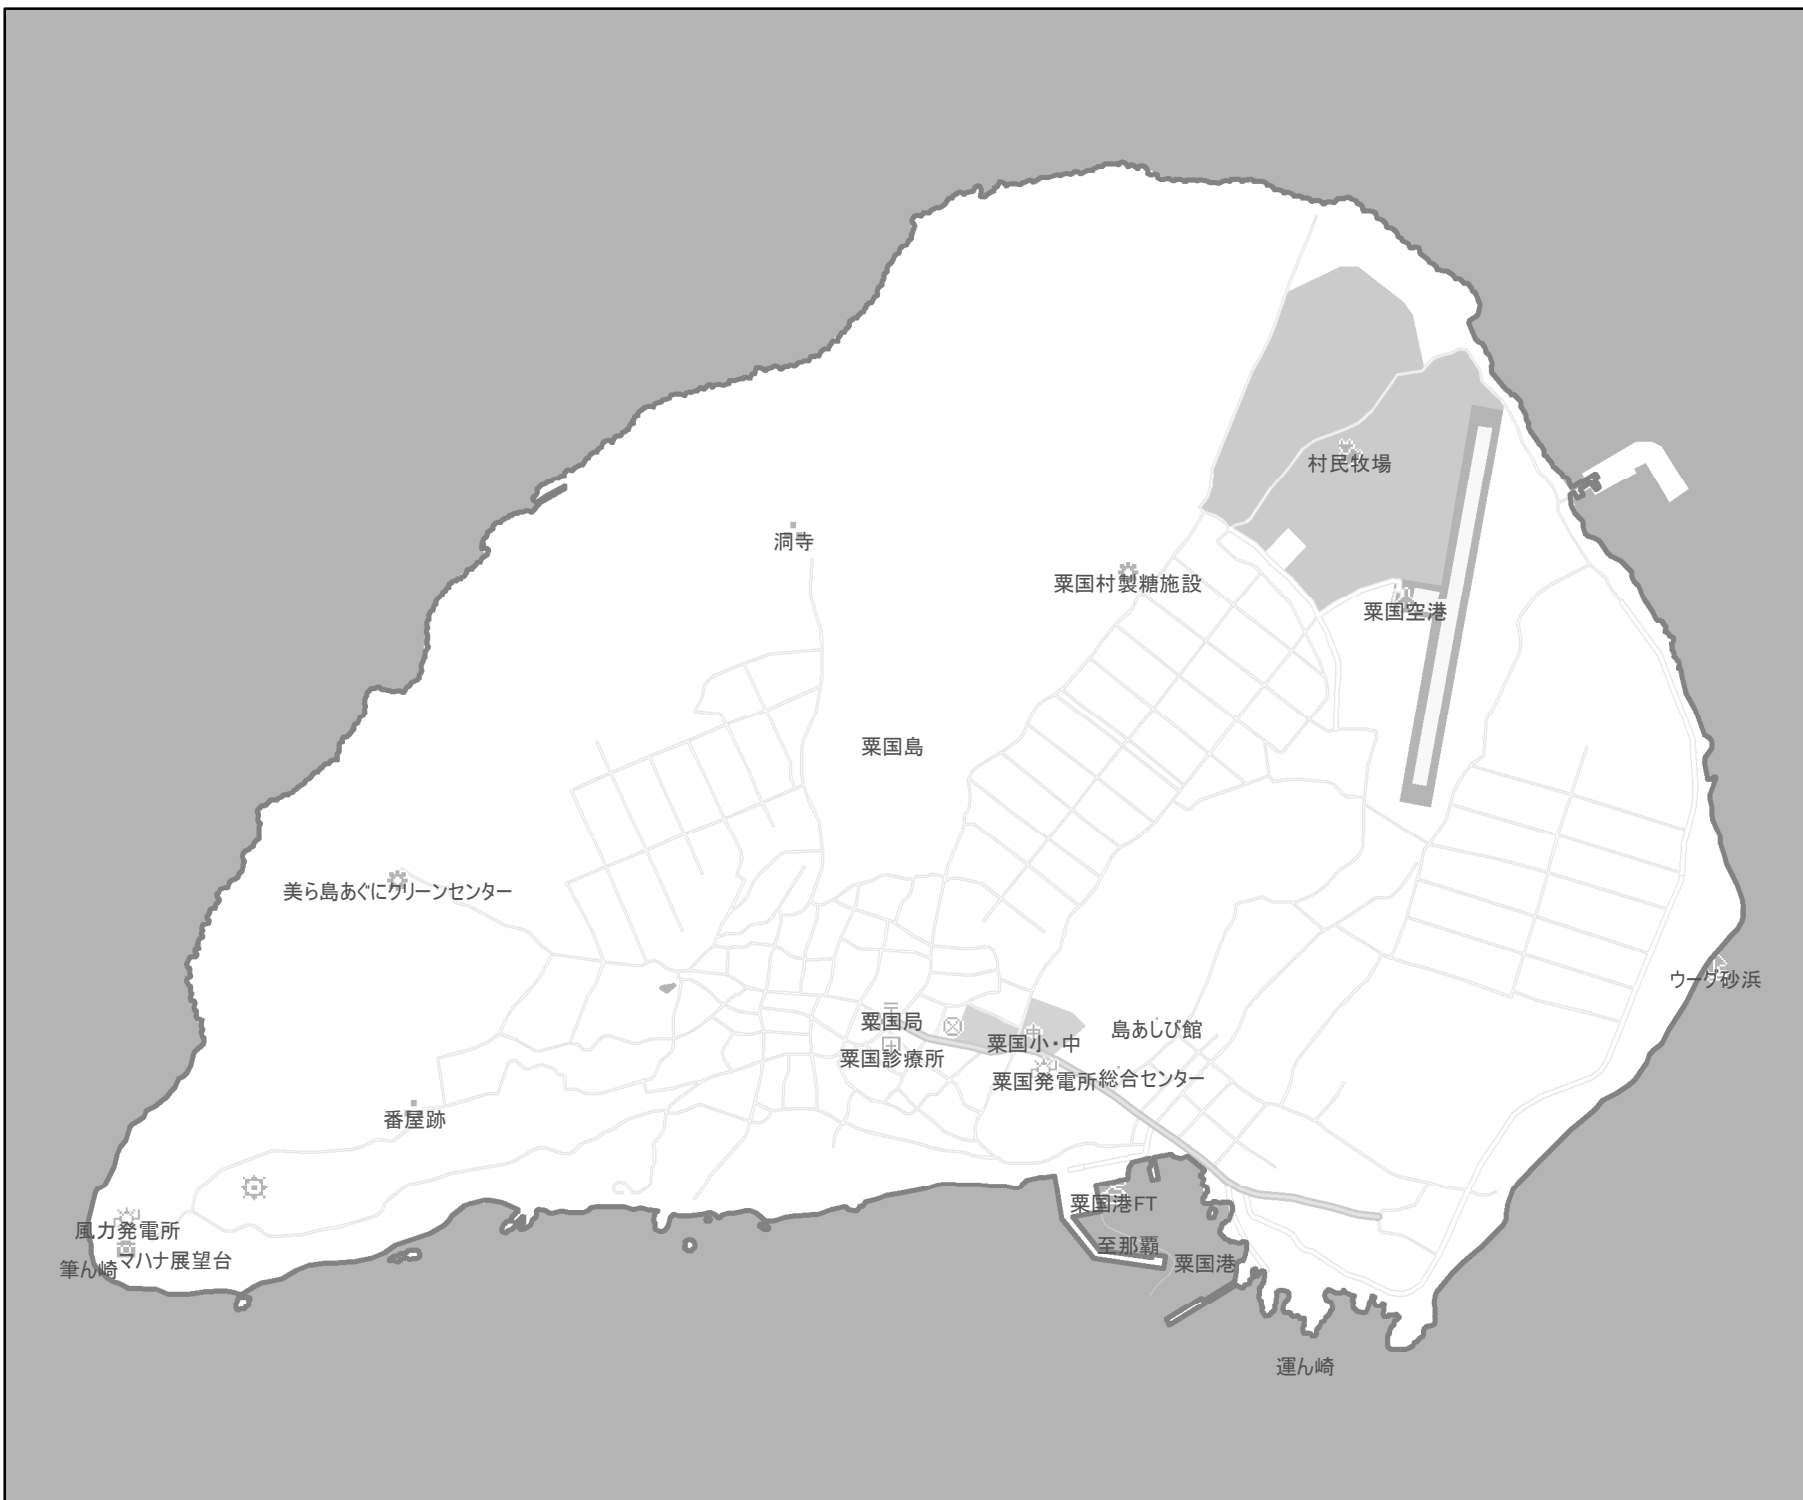 村民牧場
洞寺
粟国村製糖施設
粟国空港
粟国島
美ら島あぐにクリーンセンター
ウーグ砂浜
粟国局
島あしび館
粟国小・中
粟国診療所
粟国発電所
総合センター
番屋跡
粟国港FT
風力発電所
至那覇
マハナ展望台
粟国港
筆ん崎
運ん崎